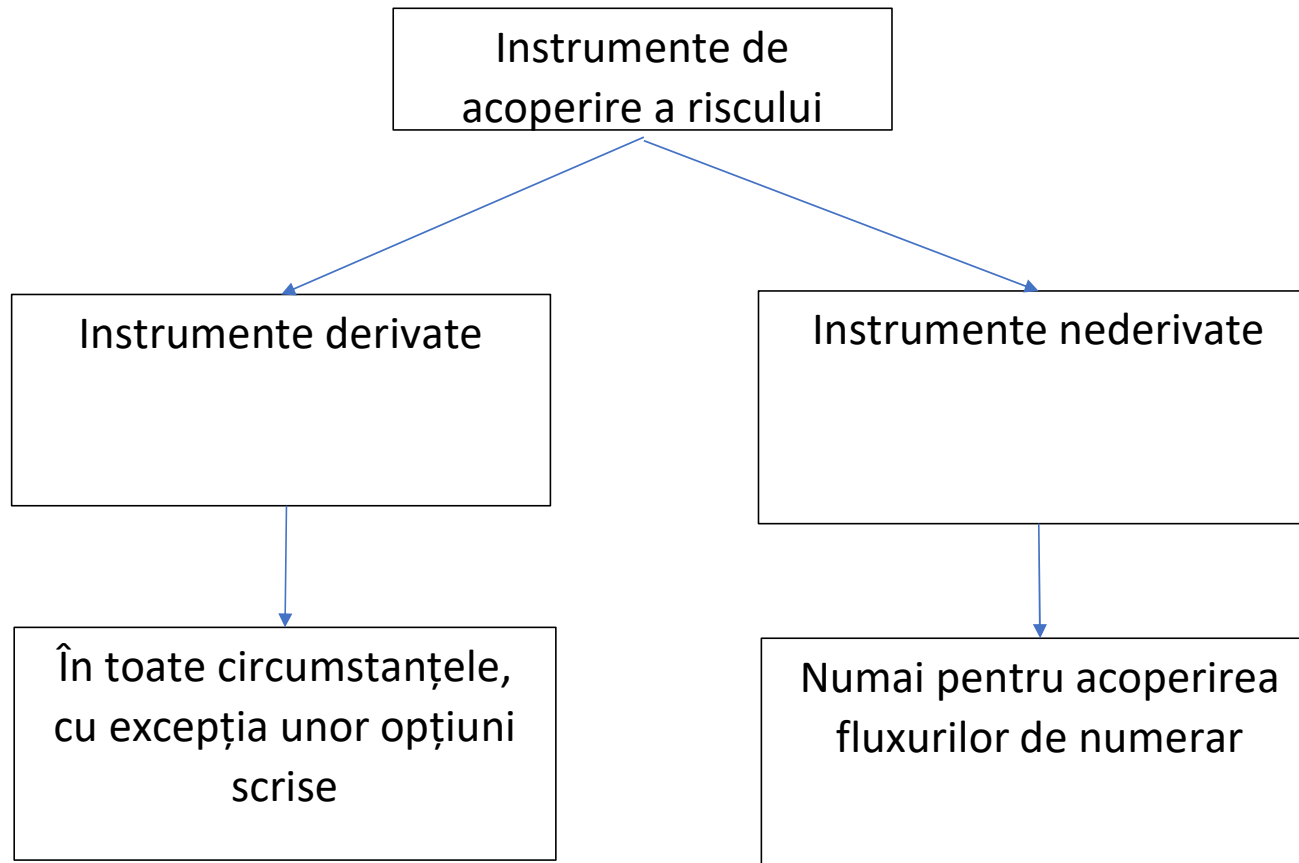 Instrumente de
acoperire a riscului
Instrumente derivate
Instrumente nederivate
În toate circumstanțele,
cu excepția unor opțiuni
scrise
Numai pentru acoperirea
fluxurilor de numerar